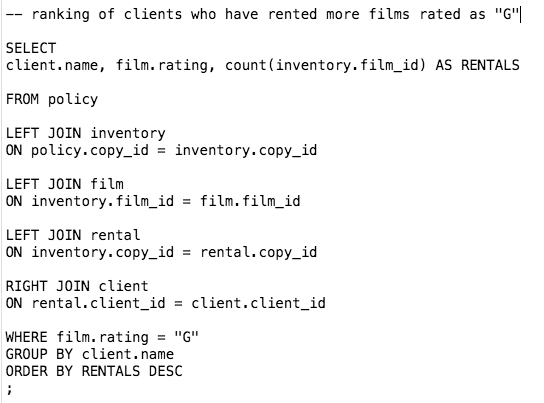 -- ranking of clients who have rented more films rated as "G"
SELECT
client.name, film.rating, count(inventory.film_id) AS RENTALS
FROM policy
LEFT JOIN inventory
ON policy.copy_id = inventory.copy_id
LEFT JOIN film
ON inventory.film_id = film.film_id
LEFT JOIN rental
ON inventory.copy_id = rental.copy_id
RIGHT JOIN client
ON rental.client_id = client.client_id
WHERE film.rating = "G"
GROUP BY client.name
ORDER BY RENTALS DESC
;